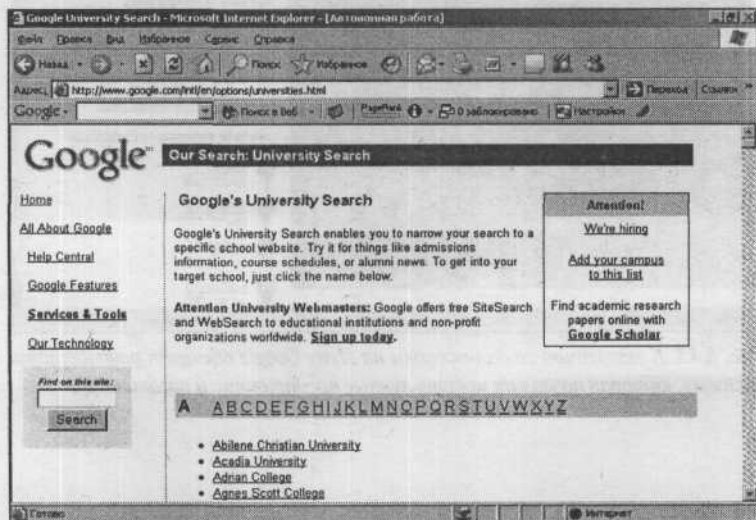 Google University Search - Microsoft Internet Explorer - [Автономная работа]
Файл Правка Вид Избранное Сервис Справка
Назад Поиск Избранное
Адрес: http://www.google.com/intl/en/options/universities.html Переход Ссылки »
Google - Поиск в Веб PageRank 0 заблокировано Настройки
Google™ Our Search: University Search
Home
All About Google
Help Central
Google Features
Services & Tools
Our Technology
Find on this site:
Search
Google's University Search
Google's University Search enables you to narrow your search to a
specific school website. Try it for things like admissions
information, course schedules, or alumni news. To get into your
target school, just click the name below.
Attention University Webmasters: Google offers free SiteSearch
and WebSearch to educational institutions and non-profit
organizations worldwide. Sign up today.
Attention!
We're hiring
Add your campus
to this list
Find academic research
papers online with
Google Scholar.
A A B C D E F G H I J K L M N O P Q R S T U V W X Y Z
• Abilene Christian University
• Acadia University
• Adrian College
• Agnes Scott College
Готово Интернет